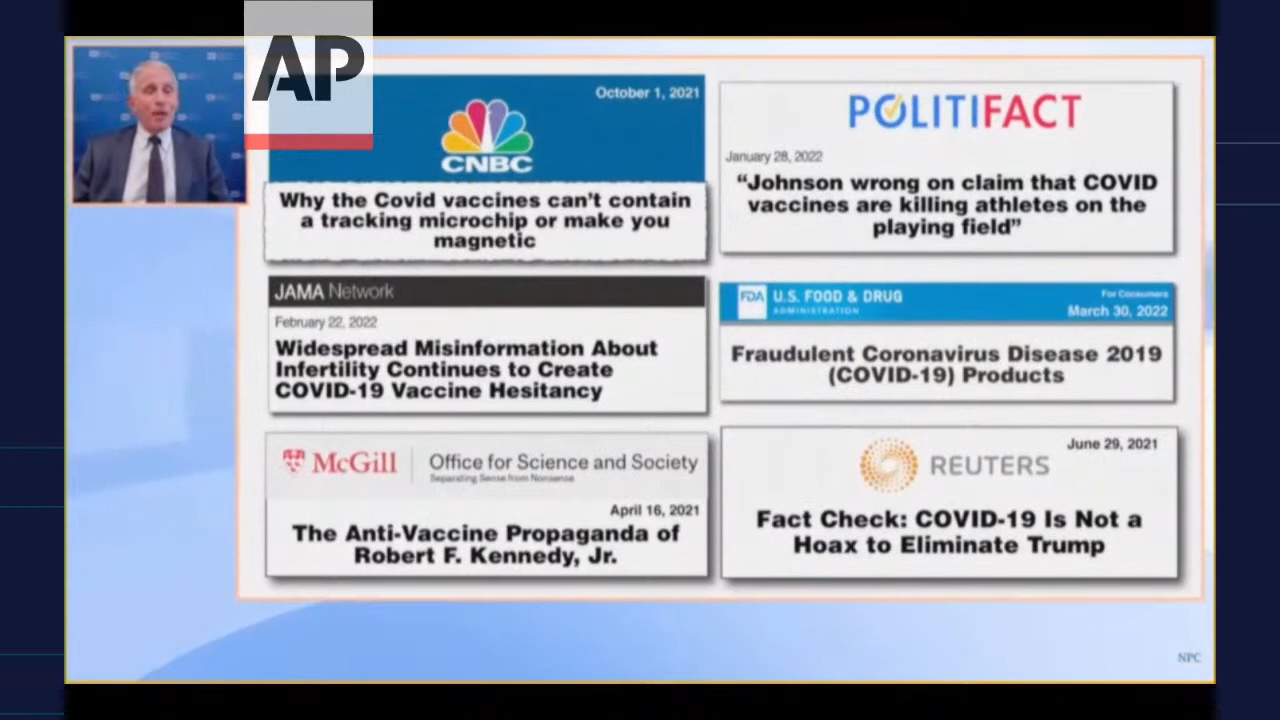 AP
October 1, 2021
CNBC
Why the Covid vaccines can't contain
a tracking microchip or make you
magnetic
POLITIFACT
January 28, 2022
“Johnson wrong on claim that COVID
vaccines are killing athletes on the
playing field”
JAMA Network
February 22, 2022
Widespread Misinformation About
Infertility Continues to Create
COVID-19 Vaccine Hesitancy
FDA
U.S. FOOD & DRUG
ADMINISTRATION
For Consumers
March 30, 2022
Fraudulent Coronavirus Disease 2019
(COVID-19) Products
McGill
Office for Science and Society
Separating Sense from Nonsense
April 16, 2021
The Anti-Vaccine Propaganda of
Robert F. Kennedy, Jr.
June 29, 2021
REUTERS
Fact Check: COVID-19 Is Not a
Hoax to Eliminate Trump
NPC